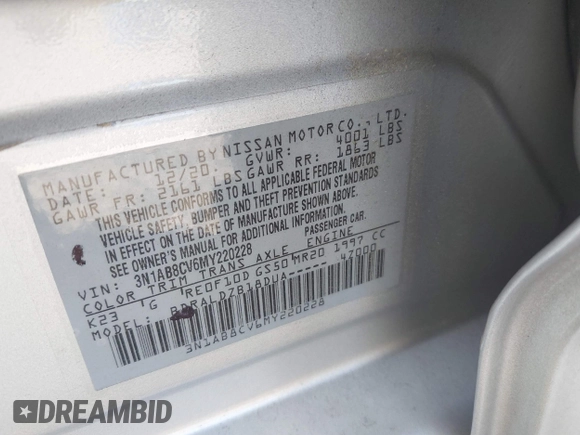 MANUFACTURED BY NISSAN MOTOR CO., LTD.
DATE: 12/20 GVWR: 4001 LBS
GAWR FR: 2161 LBS GAWR RR: 1863 LBS
THIS VEHICLE CONFORMS TO ALL APPLICABLE FEDERAL MOTOR
VEHICLE SAFETY, BUMPER AND THEFT PREVENTION STANDARDS
IN EFFECT ON THE DATE OF MANUFACTURE SHOWN ABOVE.
SEE OWNER'S MANUAL FOR ADDITIONAL INFORMATION.
VIN: 3N1AB8CV6MY220228 PASSENGER CAR.
COLOR TRIM TRANS AXLE ENGINE
K23 'G 'RE0F10D GS50 MR20 1997 CC
MODEL: BDRALDZB18DUA----- 47000
3N1AB8CV6MY220228
DREAMBID